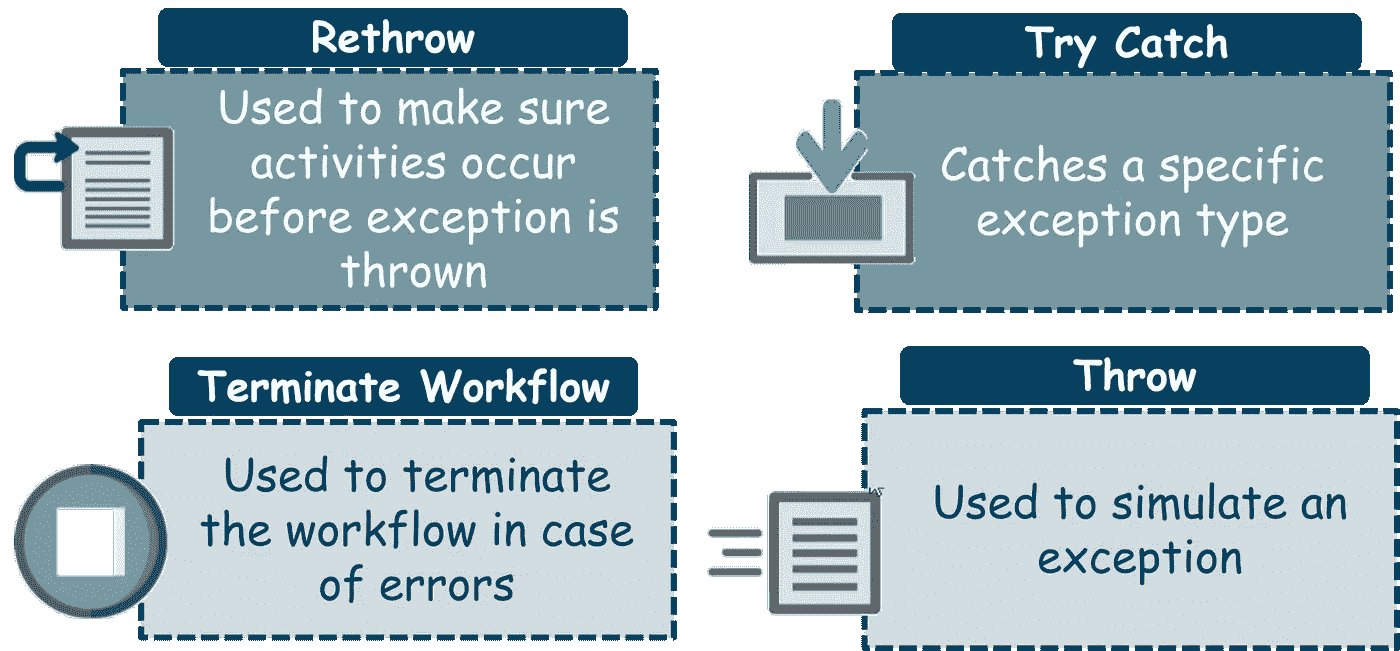 Rethrow
Used to make sure
activities occur
before exception is
thrown
Try Catch
Catches a specific
exception type
Terminate Workflow
Used to terminate
the workflow in case
of errors
Throw
Used to simulate an
exception